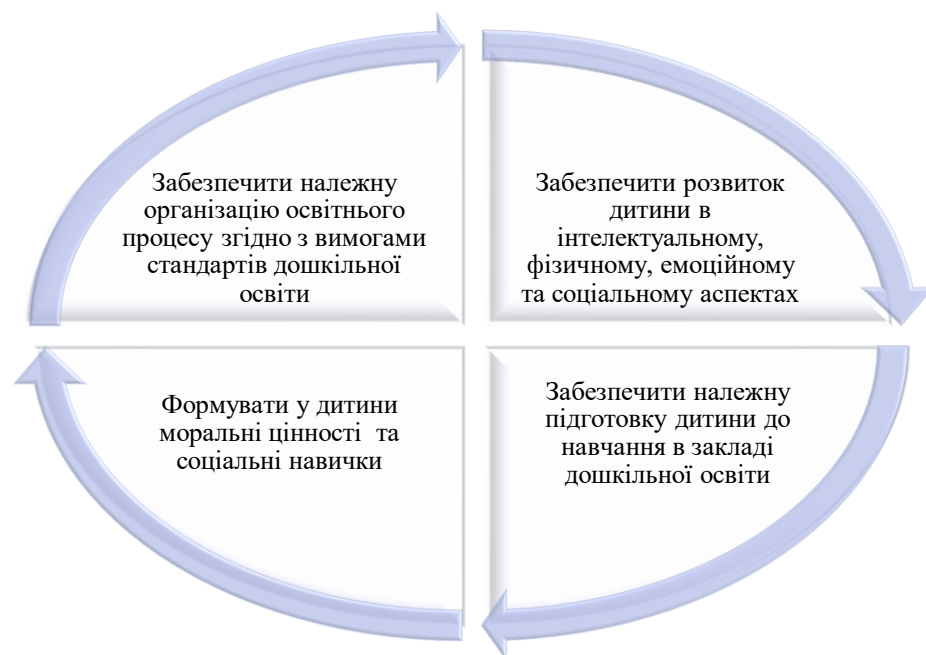 Забезпечити належну
організацію освітнього
процесу згідно з вимогами
стандартів дошкільної
освіти
Забезпечити розвиток
дитини в
інтелектуальному,
фізичному, емоційному
та соціальному аспектах
Формувати у дитини
моральні цінності та
соціальні навички
Забезпечити належну
підготовку дитини до
навчання в закладі
дошкільної освіти